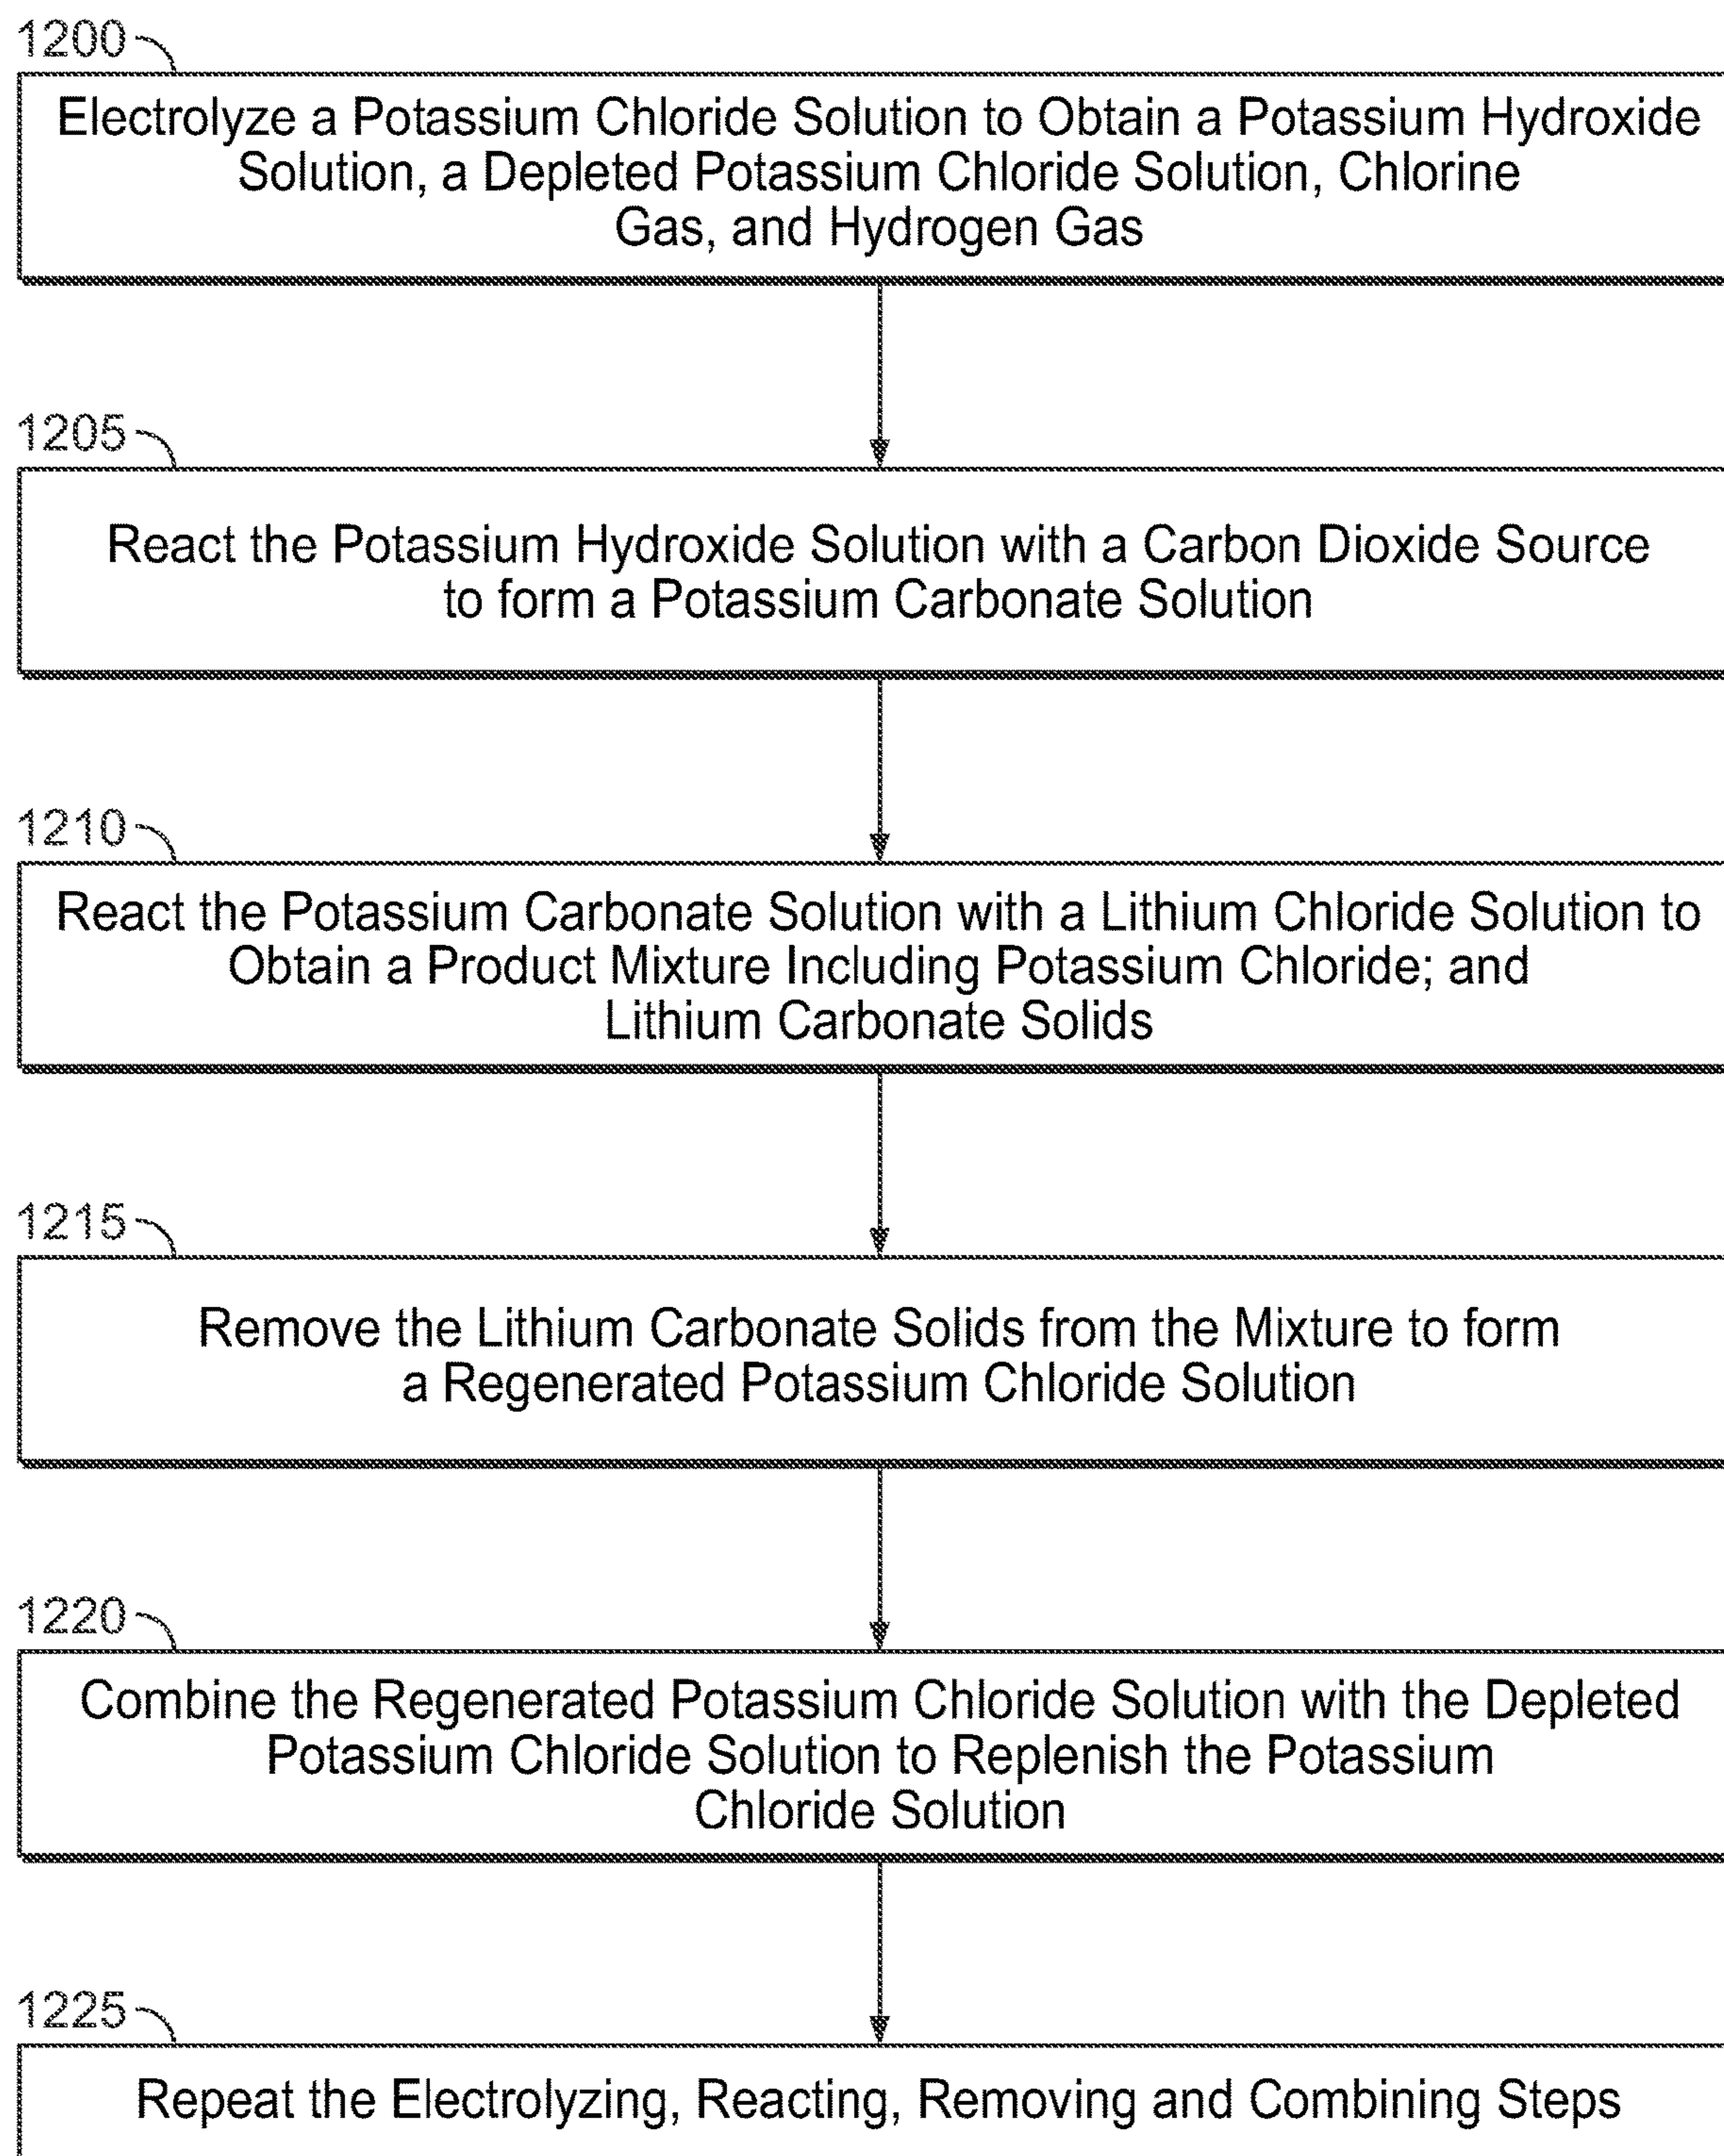 1200
Electrolyze a Potassium Chloride Solution to Obtain a Potassium Hydroxide
Solution, a Depleted Potassium Chloride Solution, Chlorine
Gas, and Hydrogen Gas
1205
React the Potassium Hydroxide Solution with a Carbon Dioxide Source
to form a Potassium Carbonate Solution
1210
React the Potassium Carbonate Solution with a Lithium Chloride Solution to
Obtain a Product Mixture Including Potassium Chloride; and
Lithium Carbonate Solids
1215
Remove the Lithium Carbonate Solids from the Mixture to form
a Regenerated Potassium Chloride Solution
1220
Combine the Regenerated Potassium Chloride Solution with the Depleted
Potassium Chloride Solution to Replenish the Potassium
Chloride Solution
1225
Repeat the Electrolyzing, Reacting, Removing and Combining Steps